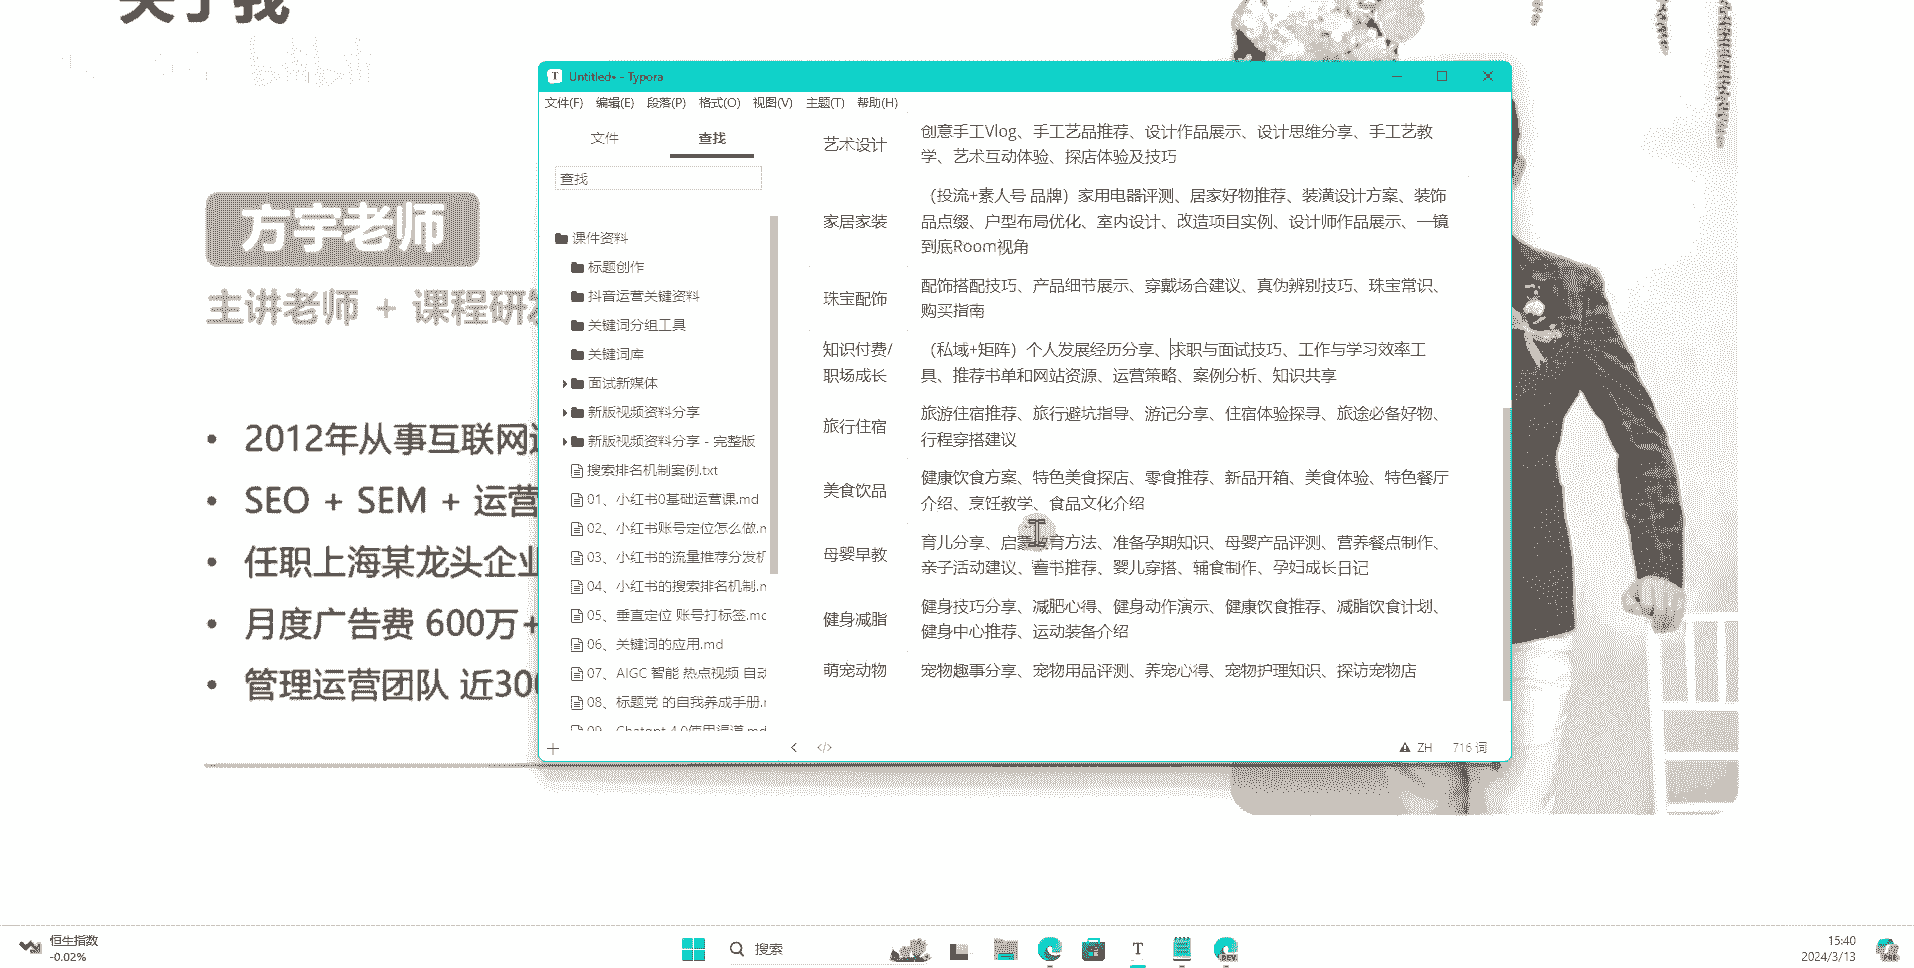 关于我
bilibili
方宇老师
主讲老师 + 课程研发
2012年从事互联网运
SEO + SEM + 运营
任职上海某龙头企业
月度广告费 600万+
管理运营团队 近300
Untitled• - Typora
文件(F) 编辑(E) 段落(P) 格式(O) 视图(V) 主题(T) 帮助(H)
文件 查找
查找
课件资料
标题创作
抖音运营关键资料
关键词分组工具
关键词库
面试新媒体
新版视频资料分享
新版视频资料分享 - 完整版
搜索排名机制案例.txt
01、小红书0基础运营课.md
02、小红书账号定位怎么做.m
03、小红书的流量推荐分发机
04、小红书的搜索排名机制.m
05、垂直定位 账号打标签.md
06、关键词的应用.md
07、AIGC 智能 热点视频 自动
08、标题党 的自我养成手册.m
09、Chatgpt 4.0使用渠道.md
艺术设计
创意手工Vlog、手工艺品推荐、设计作品展示、设计思维分享、手工艺教
学、艺术互动体验、探店体验及技巧
家居家装
（投流+素人号 品牌）家用电器评测、居家好物推荐、装潢设计方案、装饰
品点缀、户型布局优化、室内设计、改造项目实例、设计师作品展示、一镜
到底Room视角
珠宝配饰
配饰搭配技巧、产品细节展示、穿戴场合建议、真伪辨别技巧、珠宝常识、
购买指南
知识付费/
职场成长
（私域+矩阵）个人发展经历分享、求职与面试技巧、工作与学习效率工
具、推荐书单和网站资源、运营策略、案例分析、知识共享
旅行住宿
旅游住宿推荐、旅行避坑指导、游记分享、住宿体验探寻、旅途必备好物、
行程穿搭建议
美食饮品
健康饮食方案、特色美食探店、零食推荐、新品开箱、美食体验、特色餐厅
介绍、烹饪教学、食品文化介绍
母婴早教
育儿分享、启蒙教育方法、准备孕期知识、母婴产品评测、营养餐点制作、
亲子活动建议、童书推荐、婴儿穿搭、辅食制作、孕妇成长日记
健身减脂
健身技巧分享、减肥心得、健身动作演示、健康饮食推荐、减脂饮食计划、
健身中心推荐、运动装备介绍
萌宠动物
宠物趣事分享、宠物用品评测、养宠心得、宠物护理知识、探访宠物店
ZH 716 词
恒生指数
-0.02%
搜索
T
DEV
15:40
2024/3/13
PRE